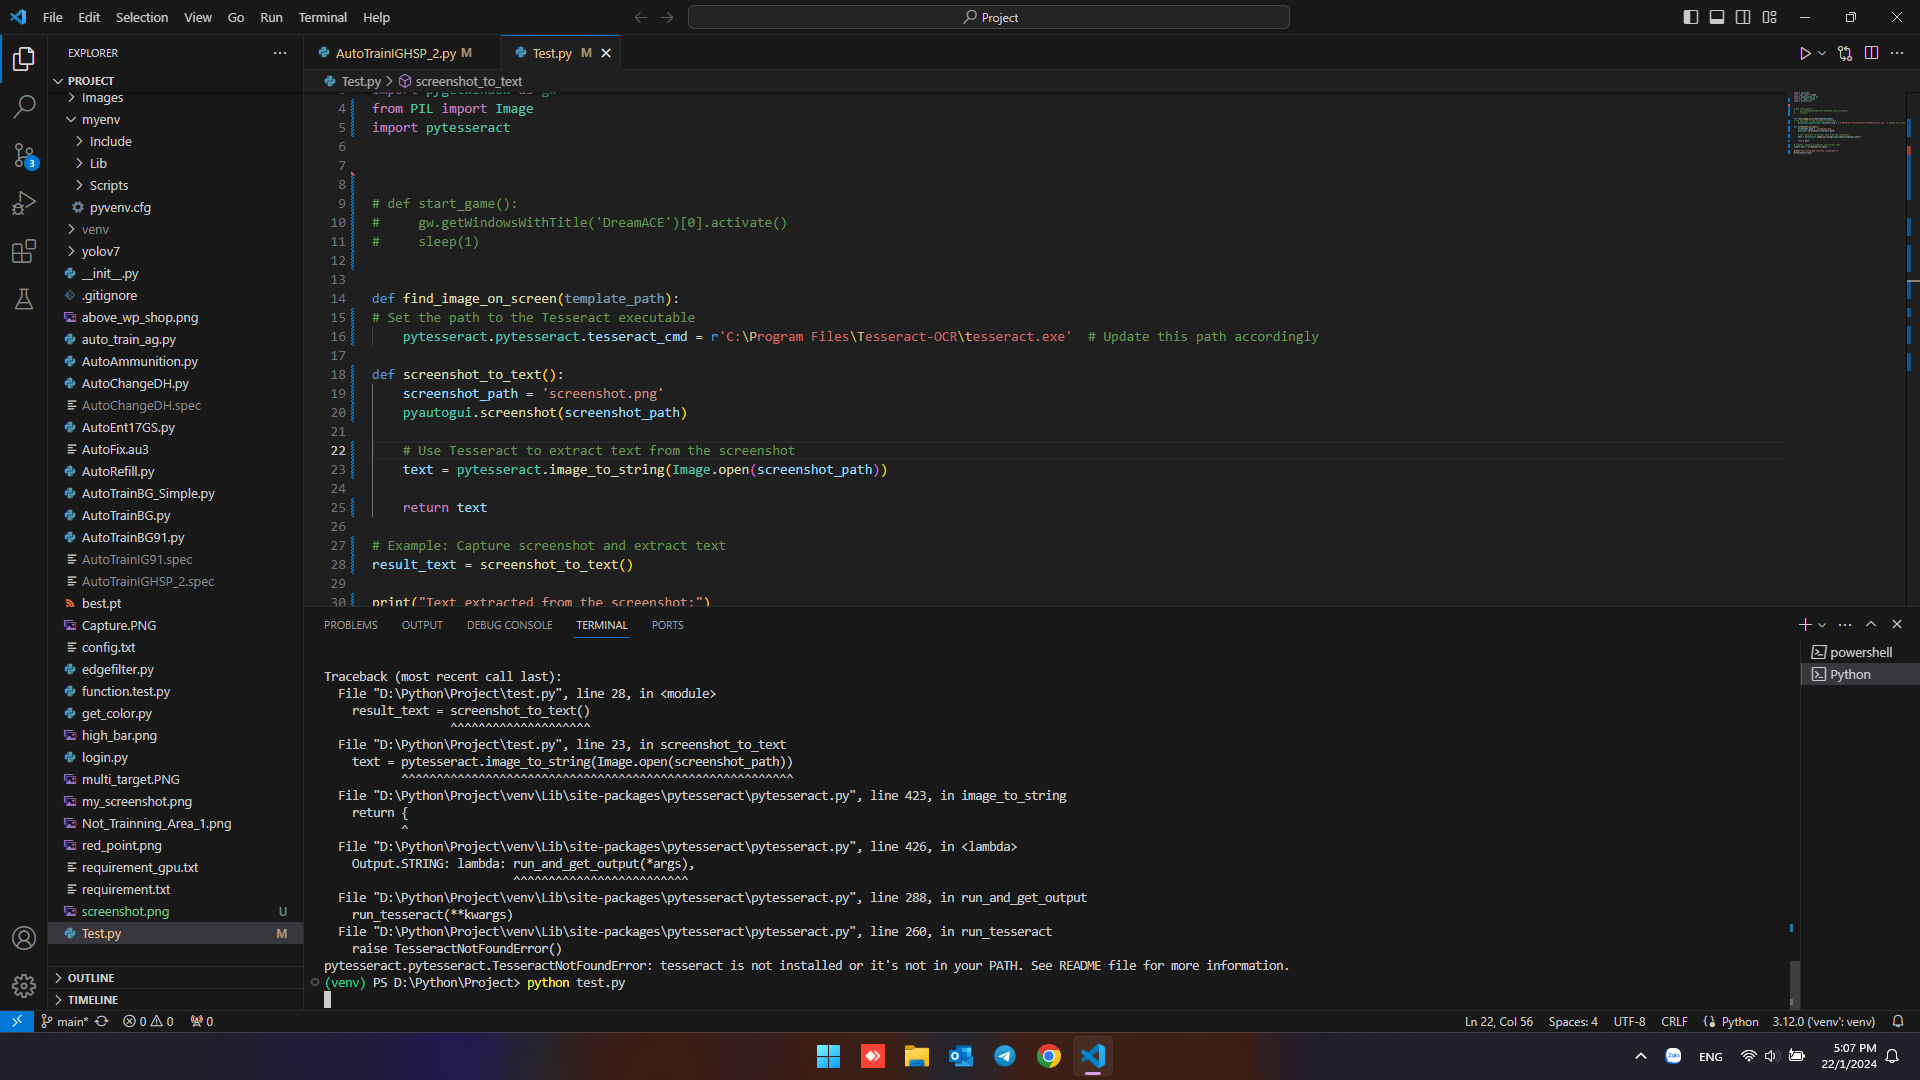 File Edit Selection View Go Run Terminal Help
Project
EXPLORER
PROJECT
Images
myenv
Include
Lib
Scripts
pyvenv.cfg
venv
yolov7
__init__.py
.gitignore
above_wp_shop.png
auto_train_ag.py
AutoAmmunition.py
AutoChangeDH.py
AutoChangeDH.spec
AutoEnt17GS.py
AutoFix.au3
AutoRefill.py
AutoTrainBG_Simple.py
AutoTrainBG.py
AutoTrainBG91.py
AutoTrainIG91.spec
AutoTrainIGHSP_2.spec
best.pt
Capture.PNG
config.txt
edgefilter.py
function.test.py
get_color.py
high_bar.png
login.py
multi_target.PNG
my_screenshot.png
Not_Trainning_Area_1.png
red_point.png
requirement_gpu.txt
requirement.txt
screenshot.png U
Test.py M
OUTLINE
TIMELINE
3
AutoTrainIGHSP_2.py M
Test.py M
Test.py > screenshot_to_text
3 import pygetwindow as gw
4 from PIL import Image
5 import pytesseract
6
7
8
9 # def start_game():
10 #     gw.getWindowsWithTitle('DreamACE')[0].activate()
11 #     sleep(1)
12
13
14 def find_image_on_screen(template_path):
15 # Set the path to the Tesseract executable
16     pytesseract.pytesseract.tesseract_cmd = r'C:\Program Files\Tesseract-OCR\tesseract.exe'  # Update this path accordingly
17
18 def screenshot_to_text():
19     screenshot_path = 'screenshot.png'
20     pyautogui.screenshot(screenshot_path)
21
22     # Use Tesseract to extract text from the screenshot
23     text = pytesseract.image_to_string(Image.open(screenshot_path))
24
25     return text
26
27 # Example: Capture screenshot and extract text
28 result_text = screenshot_to_text()
29
30 print("Text extracted from the screenshot:")
PROBLEMS OUTPUT DEBUG CONSOLE TERMINAL PORTS
powershell
Python
Traceback (most recent call last):
  File "D:\Python\Project\test.py", line 28, in <module>
    result_text = screenshot_to_text()
                  ^^^^^^^^^^^^^^^^^^^^
  File "D:\Python\Project\test.py", line 23, in screenshot_to_text
    text = pytesseract.image_to_string(Image.open(screenshot_path))
           ^^^^^^^^^^^^^^^^^^^^^^^^^^^^^^^^^^^^^^^^^^^^^^^^^^^^^^^^
  File "D:\Python\Project\venv\Lib\site-packages\pytesseract\pytesseract.py", line 423, in image_to_string
    return {
           ^
  File "D:\Python\Project\venv\Lib\site-packages\pytesseract\pytesseract.py", line 426, in <lambda>
    Output.STRING: lambda: run_and_get_output(*args),
                           ^^^^^^^^^^^^^^^^^^^^^^^^^
  File "D:\Python\Project\venv\Lib\site-packages\pytesseract\pytesseract.py", line 288, in run_and_get_output
    run_tesseract(**kwargs)
  File "D:\Python\Project\venv\Lib\site-packages\pytesseract\pytesseract.py", line 260, in run_tesseract
    raise TesseractNotFoundError()
pytesseract.pytesseract.TesseractNotFoundError: tesseract is not installed or it's not in your PATH. See README file for more information.
(venv) PS D:\Python\Project> python test.py
main* 0 0 0
Ln 22, Col 56 Spaces: 4 UTF-8 CRLF Python 3.12.0 ('venv': venv)
Zalo ENG 5:07 PM
22/1/2024